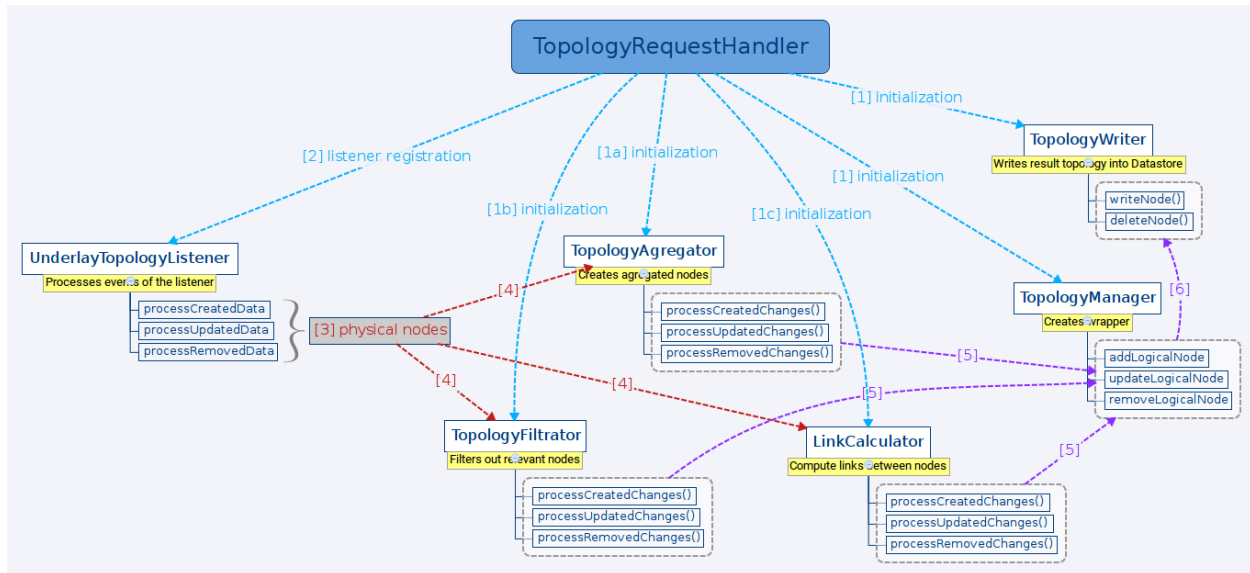 TopologyRequestHandler
[1] initialization
TopologyWriter
Writes result topology into Datastore
writeNode()
deleteNode()
[2] listener registration
[1a] initialization
[1] initialization
[1b] initialization
[1c] initialization
UnderlayTopologyListener
Processes events of the listener
processCreatedData
processUpdatedData
processRemovedData
[3] physical nodes
[4]
TopologyAgregator
Creates agregated nodes
processCreatedChanges()
processUpdatedChanges()
processRemovedChanges()
[6]
TopologyManager
Creates wrapper
addLogicalNode
updateLogicalNode
removeLogicalNode
[5]
[4]
[4]
[5]
TopologyFiltrator
Filters out relevant nodes
processCreatedChanges()
processUpdatedChanges()
processRemovedChanges()
LinkCalculator
Compute links between nodes
[5]
processCreatedChanges()
processUpdatedChanges()
processRemovedChanges()